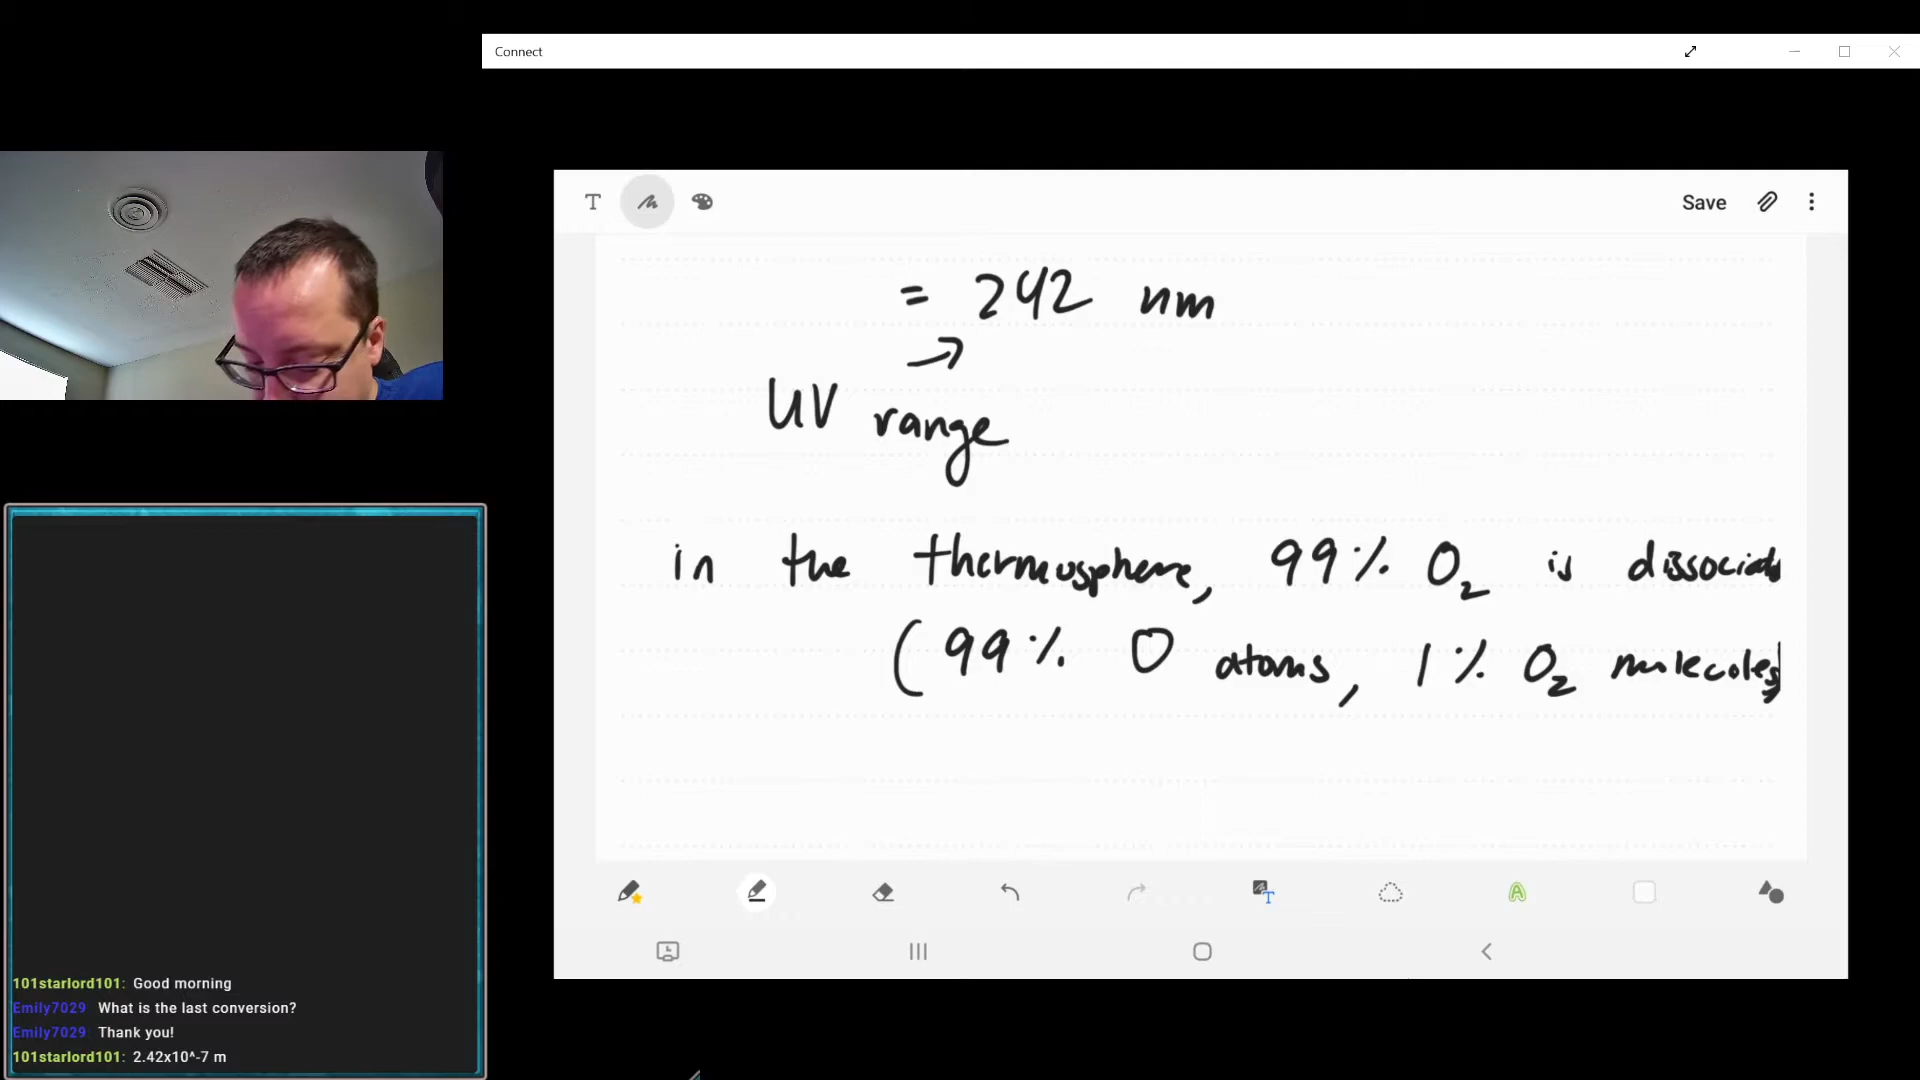 Connect
T
Save
= 242 nm
→
UV range
in the thermosphere, 99% O₂ is dissociated
(99% O atoms, 1% O₂ molecules)
101starlord101: Good morning
Emily7029 What is the last conversion?
Emily7029 Thank you!
101starlord101: 2.42x10^-7 m